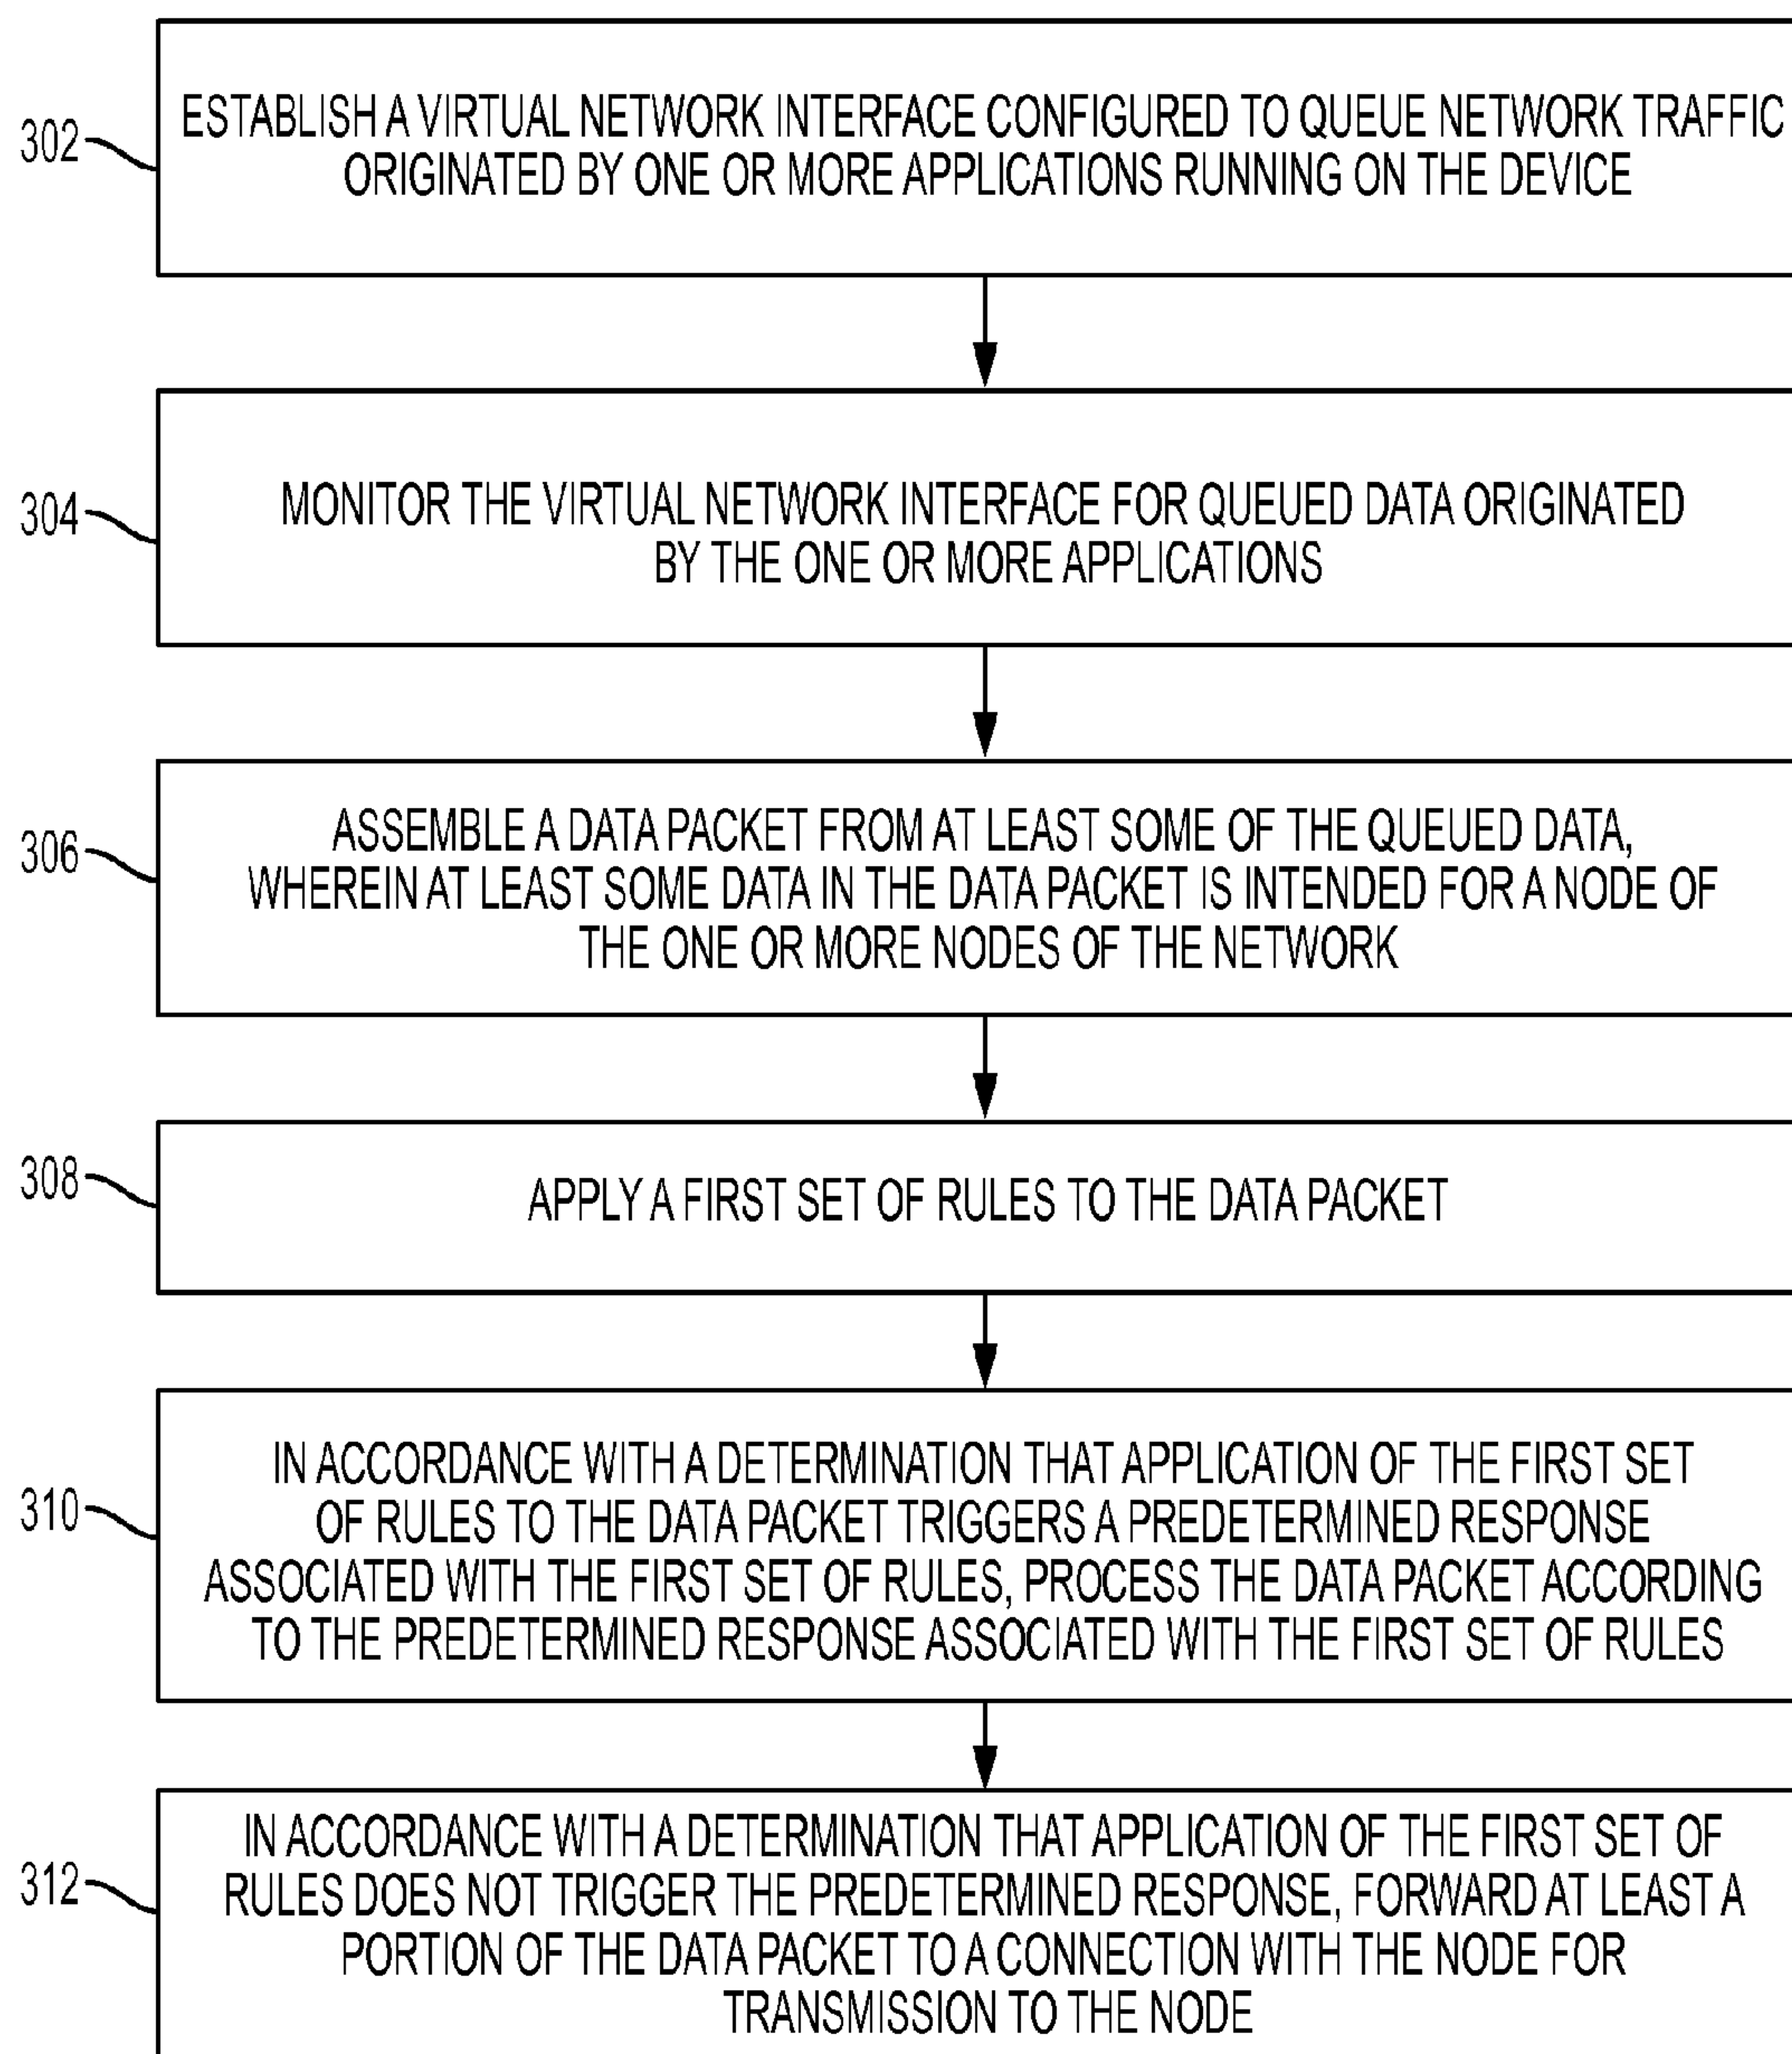 302
ESTABLISH A VIRTUAL NETWORK INTERFACE CONFIGURED TO QUEUE NETWORK TRAFFIC
ORIGINATED BY ONE OR MORE APPLICATIONS RUNNING ON THE DEVICE
304
MONITOR THE VIRTUAL NETWORK INTERFACE FOR QUEUED DATA ORIGINATED
BY THE ONE OR MORE APPLICATIONS
306
ASSEMBLE A DATA PACKET FROM AT LEAST SOME OF THE QUEUED DATA,
WHEREIN AT LEAST SOME DATA IN THE DATA PACKET IS INTENDED FOR A NODE OF
THE ONE OR MORE NODES OF THE NETWORK
308
APPLY A FIRST SET OF RULES TO THE DATA PACKET
310
IN ACCORDANCE WITH A DETERMINATION THAT APPLICATION OF THE FIRST SET
OF RULES TO THE DATA PACKET TRIGGERS A PREDETERMINED RESPONSE
ASSOCIATED WITH THE FIRST SET OF RULES, PROCESS THE DATA PACKET ACCORDING
TO THE PREDETERMINED RESPONSE ASSOCIATED WITH THE FIRST SET OF RULES
312
IN ACCORDANCE WITH A DETERMINATION THAT APPLICATION OF THE FIRST SET OF
RULES DOES NOT TRIGGER THE PREDETERMINED RESPONSE, FORWARD AT LEAST A
PORTION OF THE DATA PACKET TO A CONNECTION WITH THE NODE FOR
TRANSMISSION TO THE NODE